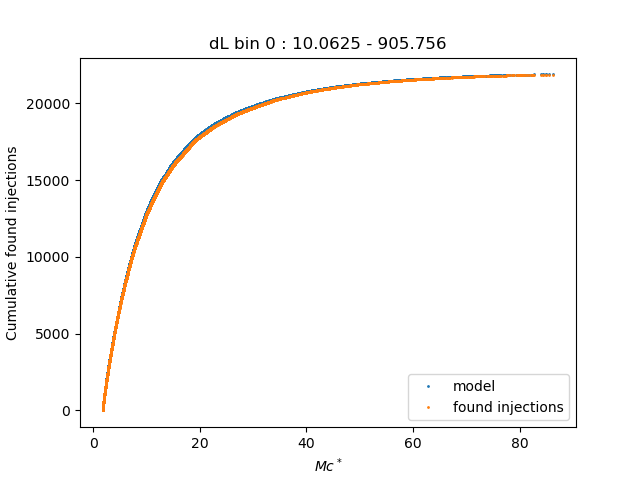 dL bin 0 : 10.0625 - 905.756
Cumulative found injections
20000
15000
10000
5000
0
0 20 40 60 80
Mc*
model
found injections